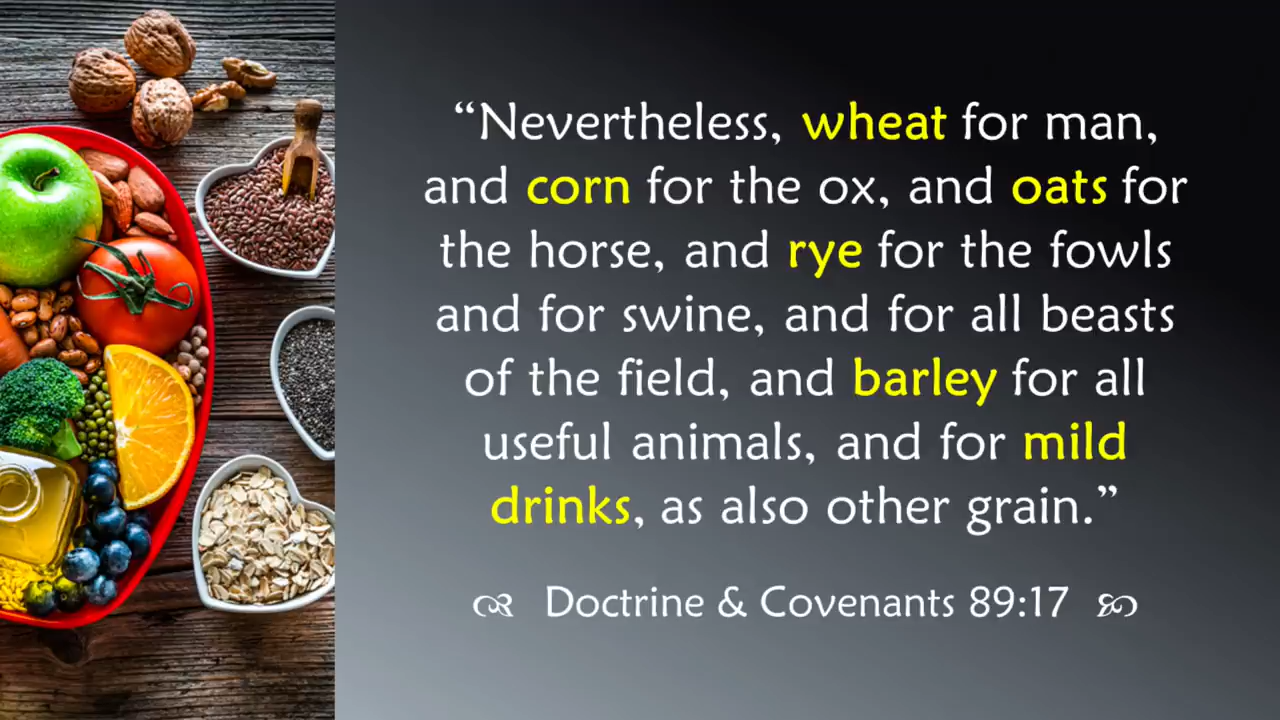 “Nevertheless, wheat for man,
and corn for the ox, and oats for
the horse, and rye for the fowls
and for swine, and for all beasts
of the field, and barley for all
useful animals, and for mild
drinks, as also other grain.”
Doctrine & Covenants 89:17